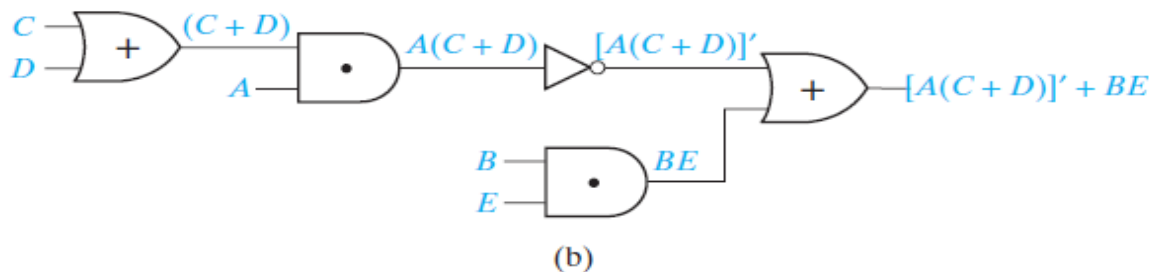 C
(C + D)
+
D
A
·
A(C + D)
[A(C + D)]′
+
[A(C + D)]′ + BE
B
E
·
BE
(b)